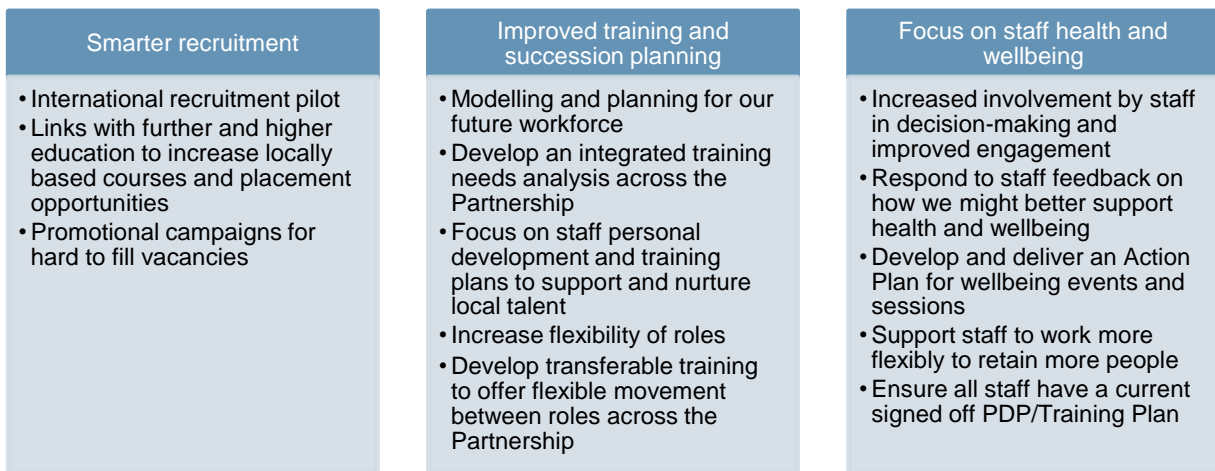 Smarter recruitment
• International recruitment pilot
• Links with further and higher
education to increase locally
based courses and placement
opportunities
• Promotional campaigns for
hard to fill vacancies
Improved training and
succession planning
• Modelling and planning for our
future workforce
• Develop an integrated training
needs analysis across the
Partnership
• Focus on staff personal
development and training
plans to support and nurture
local talent
• Increase flexibility of roles
• Develop transferable training
to offer flexible movement
between roles across the
Partnership
Focus on staff health and
wellbeing
• Increased involvement by staff
in decision-making and
improved engagement
• Respond to staff feedback on
how we might better support
health and wellbeing
• Develop and deliver an Action
Plan for wellbeing events and
sessions
• Support staff to work more
flexibly to retain more people
• Ensure all staff have a current
signed off PDP/Training Plan